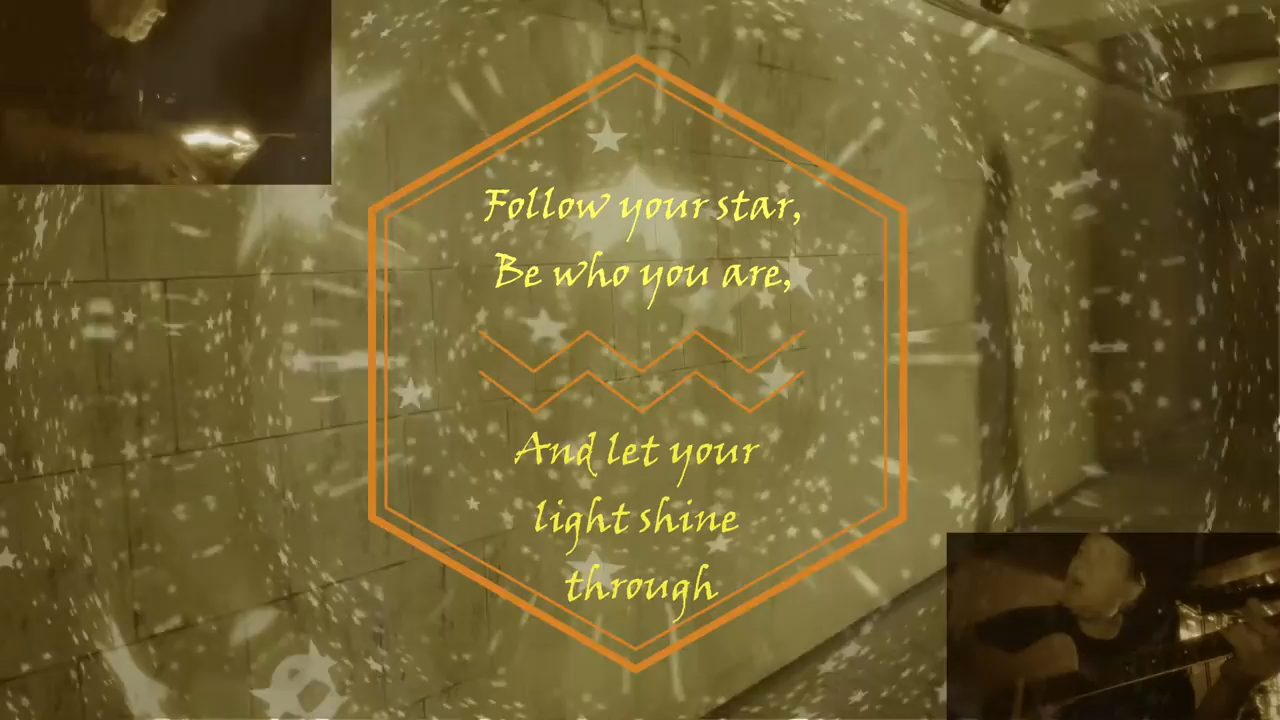 Follow your star,
Be who you are,
And let your
light shine
through